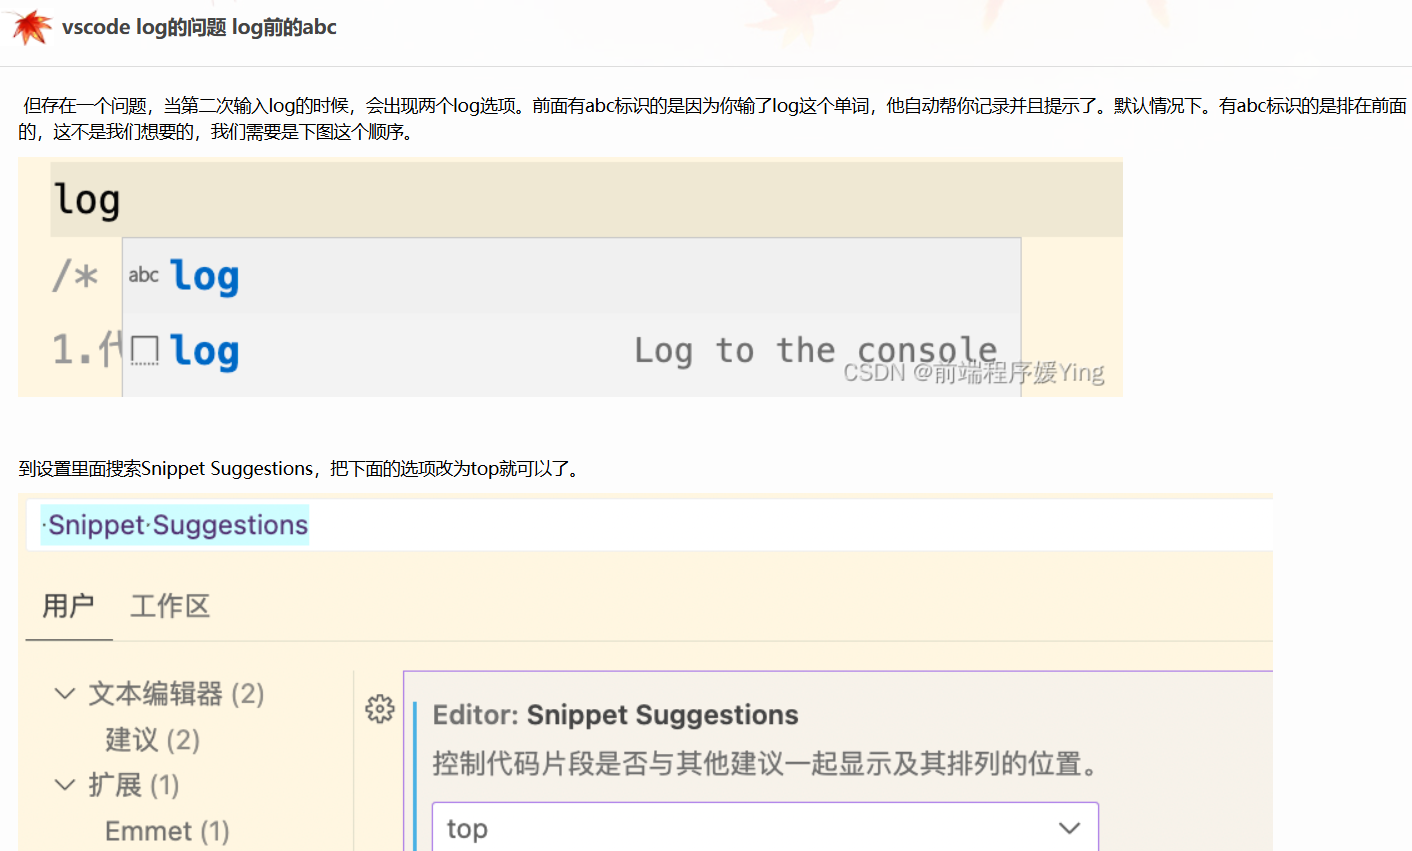 vscode log的问题 log前的abc
但存在一个问题，当第二次输入log的时候，会出现两个log选项。前面有abc标识的是因为你输了log这个单词，他自动帮你记录并且提示了。默认情况下。有abc标识的是排在前面
的，这不是我们想要的，我们需要是下图这个顺序。
log
/* abc log
1.代 log Log to the console
CSDN @前端程序媛Ying
到设置里面搜索Snippet Suggestions，把下面的选项改为top就可以了。
·Snippet·Suggestions
用户 工作区
文本编辑器 (2)
Editor: Snippet Suggestions
建议 (2)
控制代码片段是否与其他建议一起显示及其排列的位置。
扩展 (1)
Emmet (1)
top